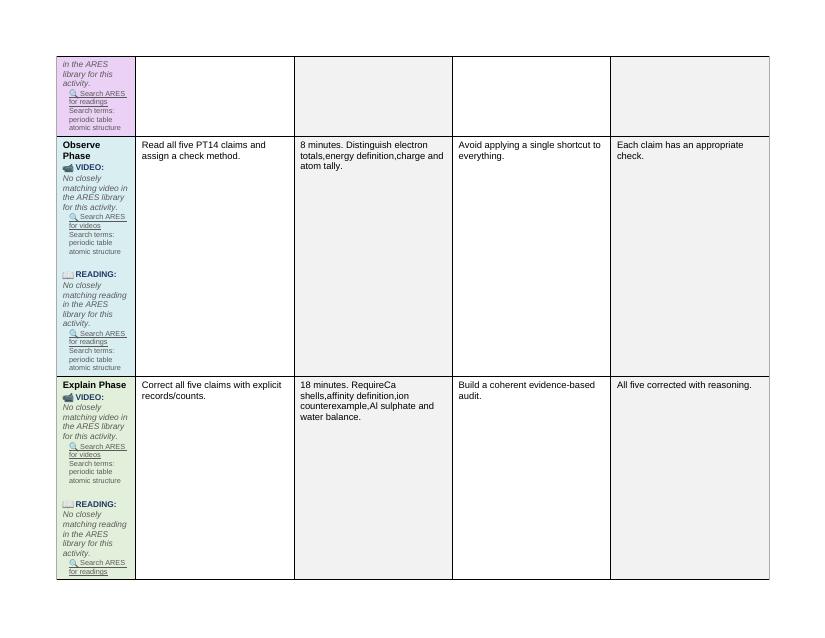 in the ARES
library for this
activity.
🔍 Search ARES
for readings
Search terms:
periodic table
atomic structure
Observe
Phase
📹 VIDEO:
No closely
matching video in
the ARES library
for this activity.
🔍 Search ARES
for videos
Search terms:
periodic table
atomic structure
📖 READING:
No closely
matching reading
in the ARES
library for this
activity.
🔍 Search ARES
for readings
Search terms:
periodic table
atomic structure
Read all five PT14 claims and
assign a check method.
8 minutes. Distinguish electron
totals,energy definition,charge and
atom tally.
Avoid applying a single shortcut to
everything.
Each claim has an appropriate
check.
Explain Phase
📹 VIDEO:
No closely
matching video in
the ARES library
for this activity.
🔍 Search ARES
for videos
Search terms:
periodic table
atomic structure
📖 READING:
No closely
matching reading
in the ARES
library for this
activity.
🔍 Search ARES
for readings
Correct all five claims with explicit
records/counts.
18 minutes. RequireCa
shells,affinity definition,ion
counterexample,Al sulphate and
water balance.
Build a coherent evidence-based
audit.
All five corrected with reasoning.